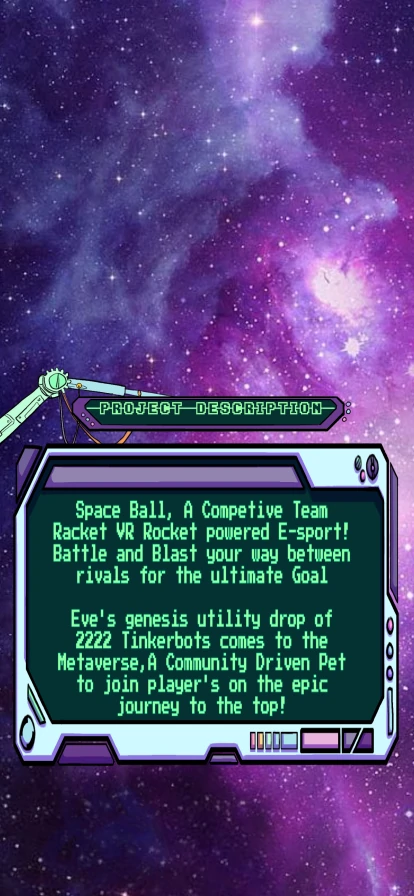 PROJECT DESCRIPTION
Space Ball, A Competive Team
Racket VR Rocket powered E-sport!
Battle and Blast your way between
rivals for the ultimate Goal
Eve's genesis utility drop of
2222 Tinkerbots comes to the
Metaverse,A Community Driven Pet
to join player's on the epic
journey to the top!